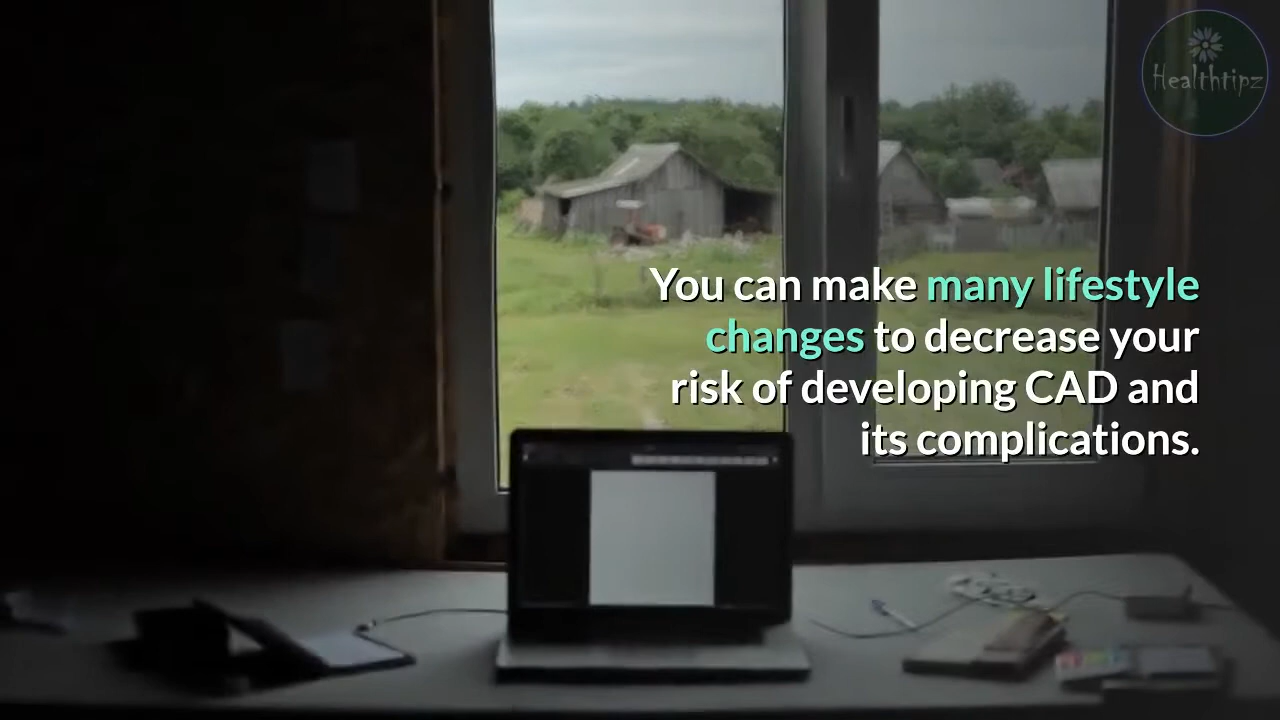 Healthtipz
You can make many lifestyle
changes to decrease your
risk of developing CAD and
its complications.